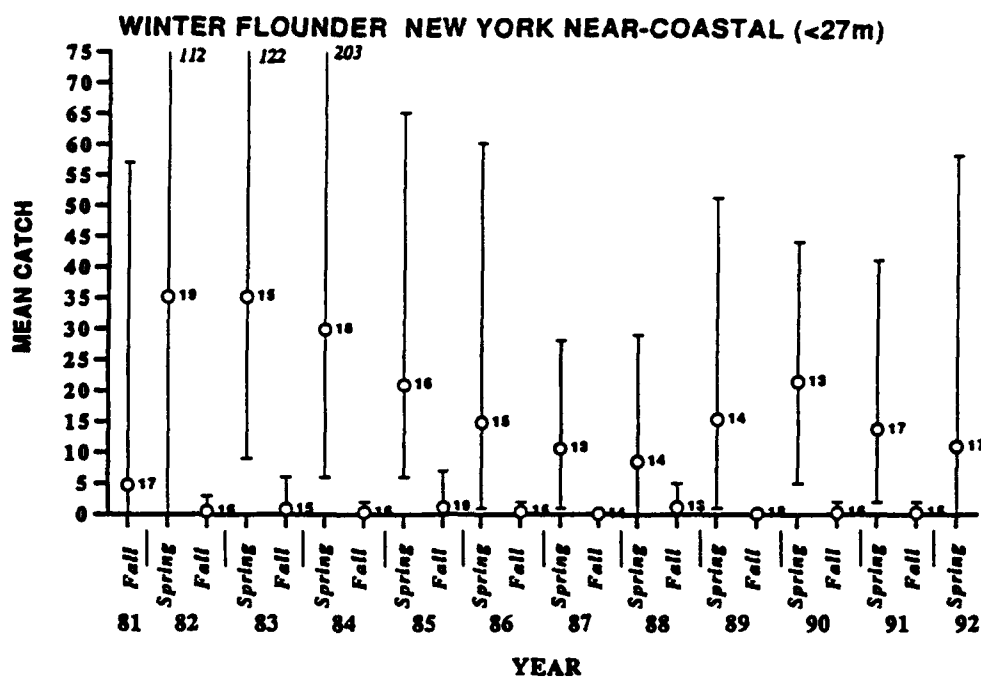 WINTER FLOUNDER NEW YORK NEAR-COASTAL (<27m)
112 122 203
75
70
65
60
55
50
45
40
35
30
25
20
15
10
5
0
MEAN CATCH
17 19 15 15 18 16 19 15 13 14 13 14 13 17
Fall Spring Fall Spring Fall Spring Fall Spring Fall Spring Fall Spring Fall Spring Fall Spring Fall Spring Fall Spring Fall Spring
81 82 83 84 85 86 87 88 89 90 91 92
YEAR